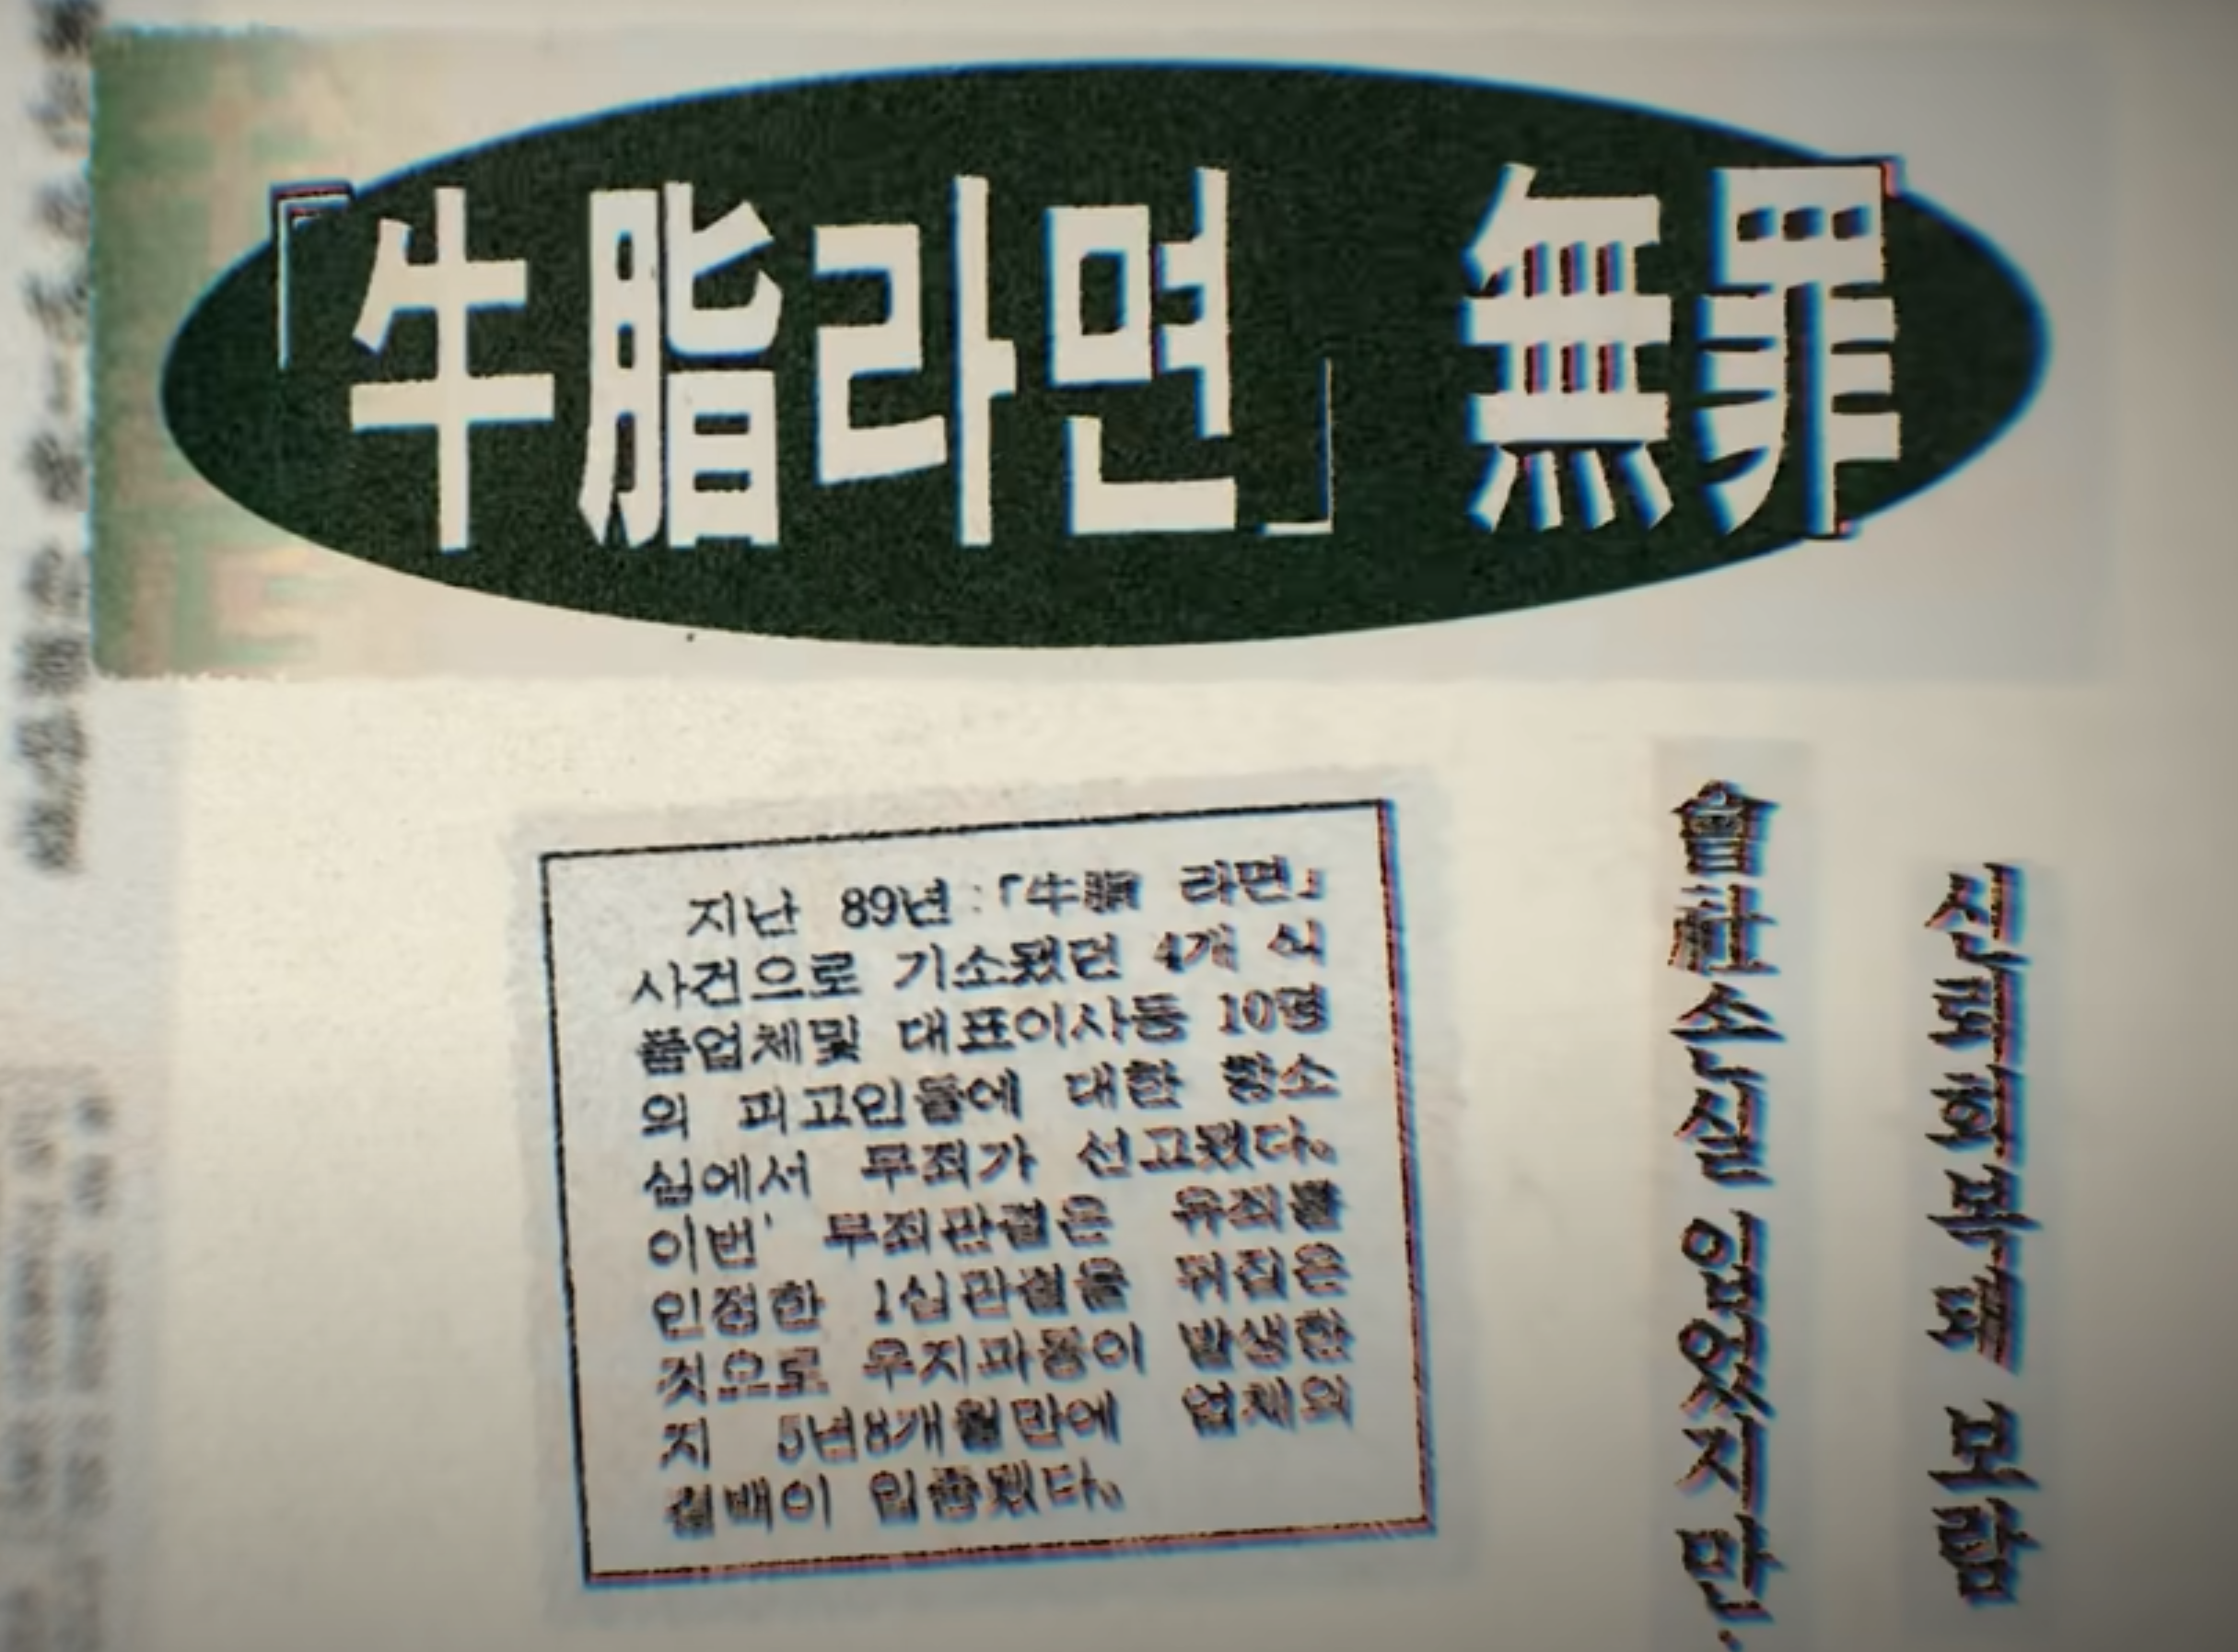 「牛脂라면」 無罪
신뢰회복돼 보람
會社손실 입었지만
지난 89년 「牛脂 라면」
사건으로 기소됐던 4개 식
품업체및 대표이사등 10명
의 피고인들에 대한 항소
심에서 무죄가 선고됐다.
이번 무죄판결은 유죄를
인정한 1심판결을 뒤집은
것으로 우지파동이 발생한
지 5년8개월만에 업체의
결백이 입증됐다.